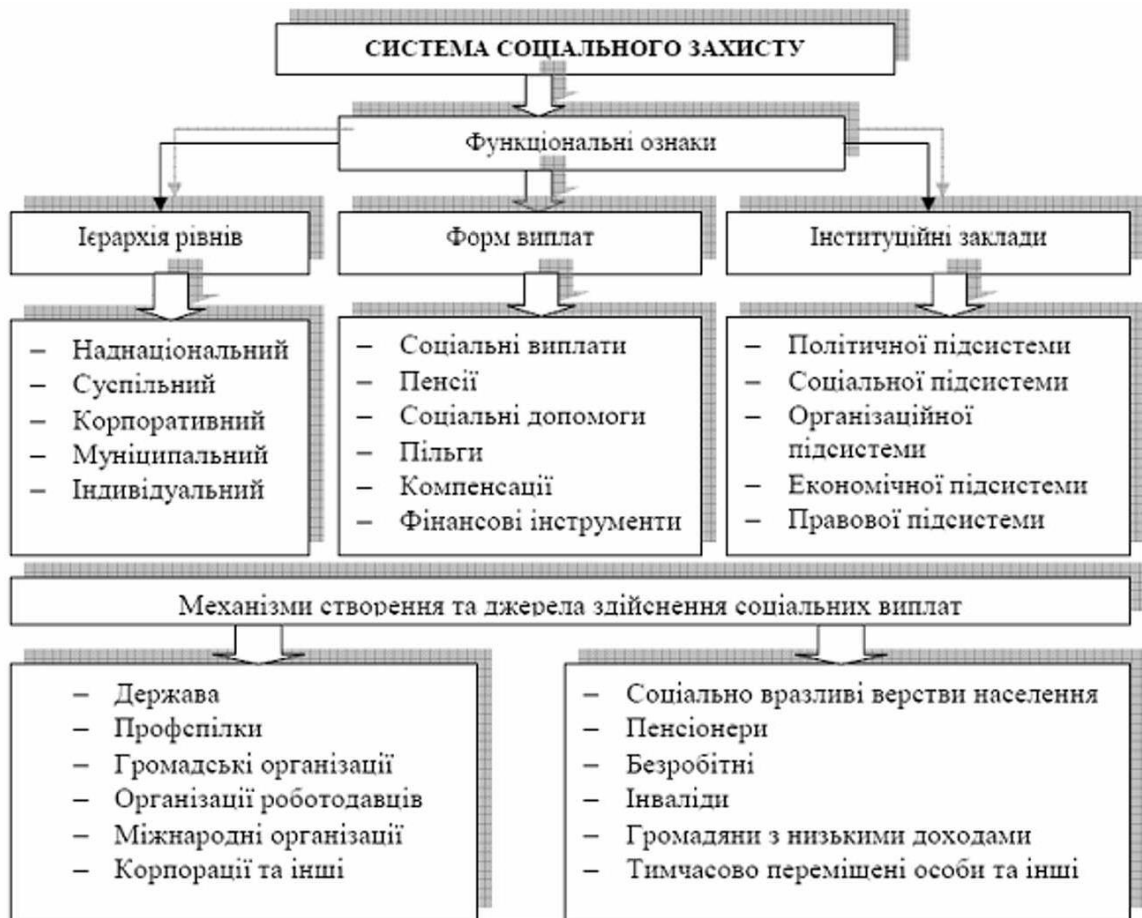 СИСТЕМА СОЦІАЛЬНОГО ЗАХИСТУ
Функціональні ознаки
Ієрархія рівнів
– Наднаціональний
– Суспільний
– Корпоративний
– Муніципальний
– Індивідуальний
Форм виплат
– Соціальні виплати
– Пенсії
– Соціальні допомоги
– Пільги
– Компенсації
– Фінансові інструменти
Інституційні заклади
– Політичної підсистеми
– Соціальної підсистеми
– Організаційної
підсистеми
– Економічної підсистеми
– Правової підсистеми
Механізми створення та джерела здійснення соціальних виплат
– Держава
– Профспілки
– Громадські організації
– Організації роботодавців
– Міжнародні організації
– Корпорації та інші
– Соціально вразливі верстви населення
– Пенсіонери
– Безробітні
– Інваліди
– Громадяни з низькими доходами
– Тимчасово переміщені особи та інші